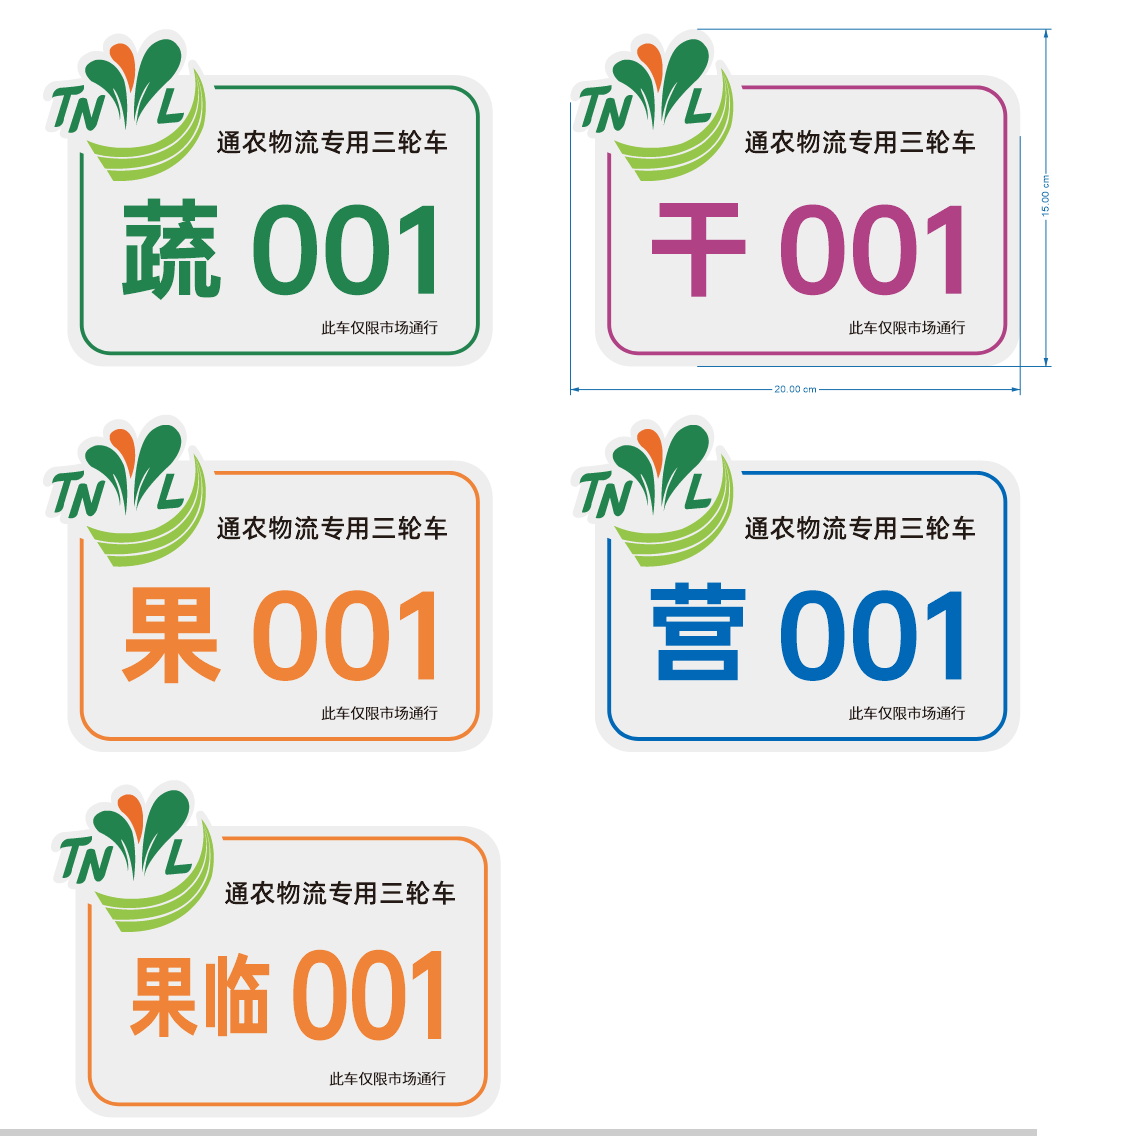 TNYL
通农物流专用三轮车
蔬 001
此车仅限市场通行
TNYL
通农物流专用三轮车
干 001
此车仅限市场通行
15.00 cm
20.00 cm
TNYL
通农物流专用三轮车
果 001
此车仅限市场通行
TNYL
通农物流专用三轮车
营 001
此车仅限市场通行
TNYL
通农物流专用三轮车
果临 001
此车仅限市场通行